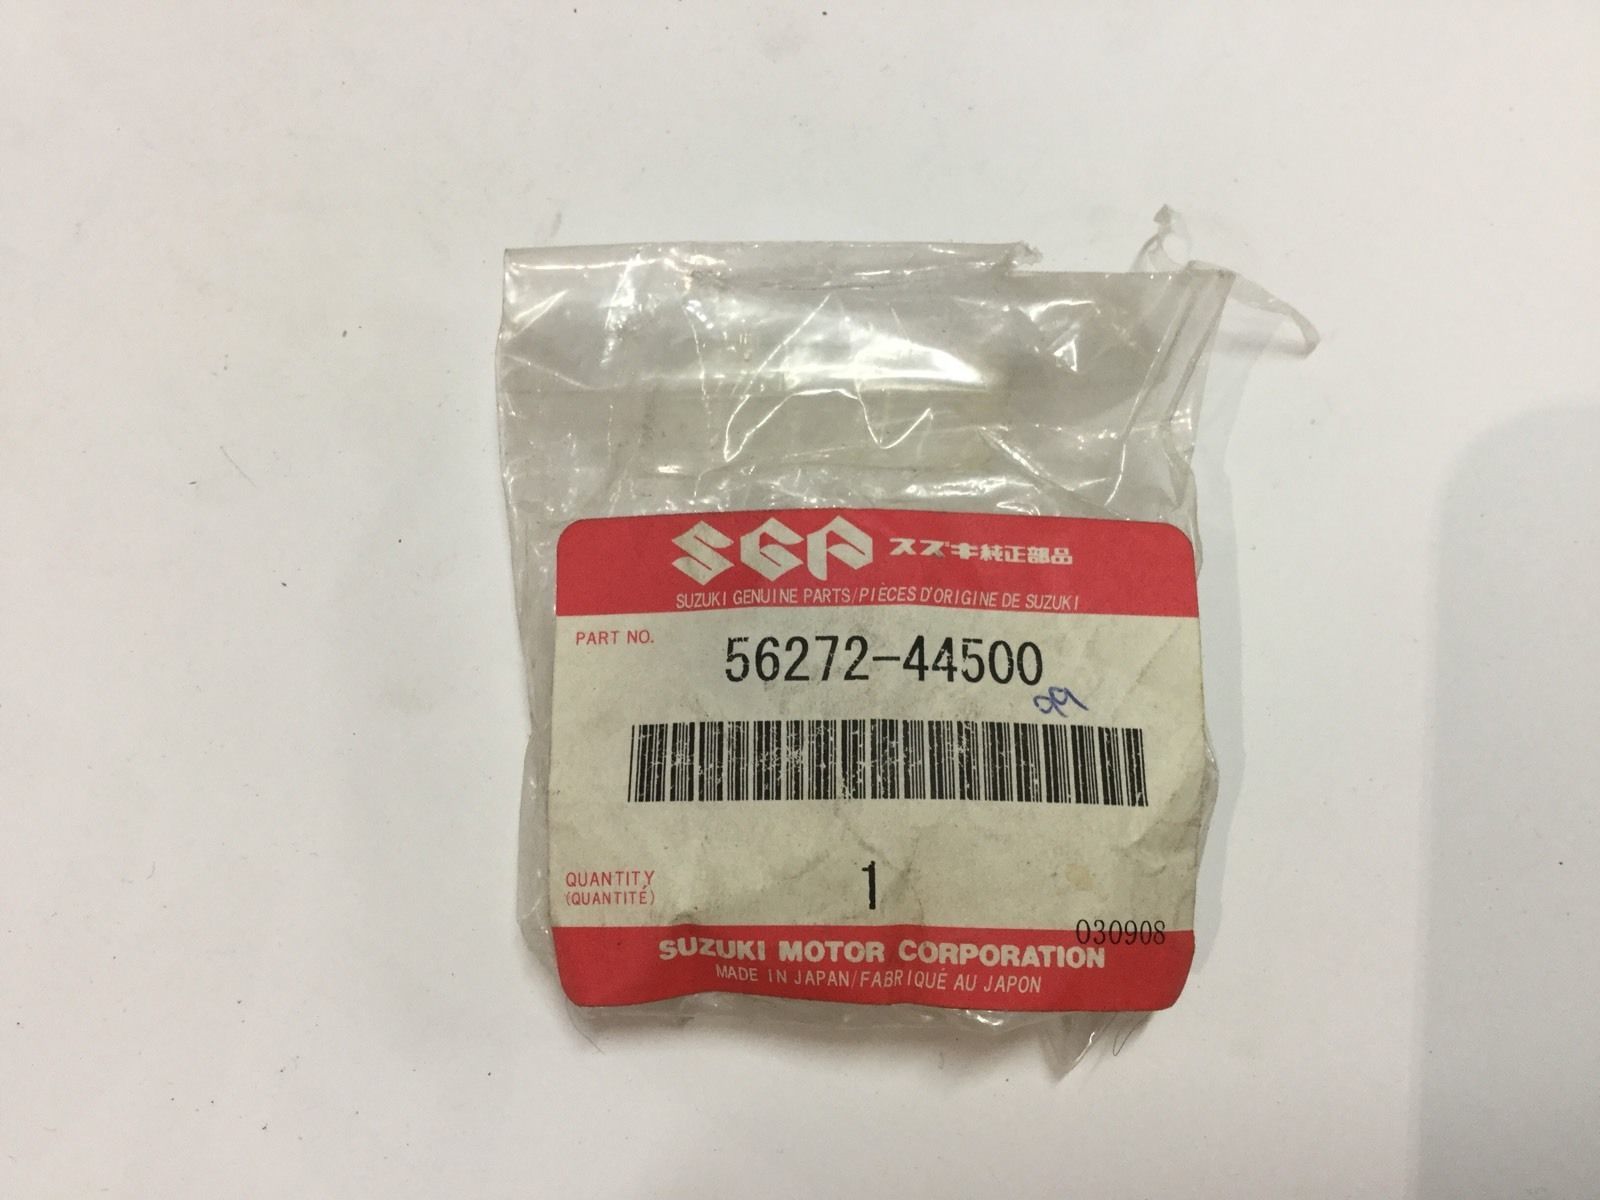 SGP スズキ純正部品
SUZUKI GENUINE PARTS/PIÈCES D'ORIGINE DE SUZUKI
PART NO. 56272-44500
99
QUANTITY
(QUANTITÉ) 1
030908
SUZUKI MOTOR CORPORATION
MADE IN JAPAN/FABRIQUÉ AU JAPON